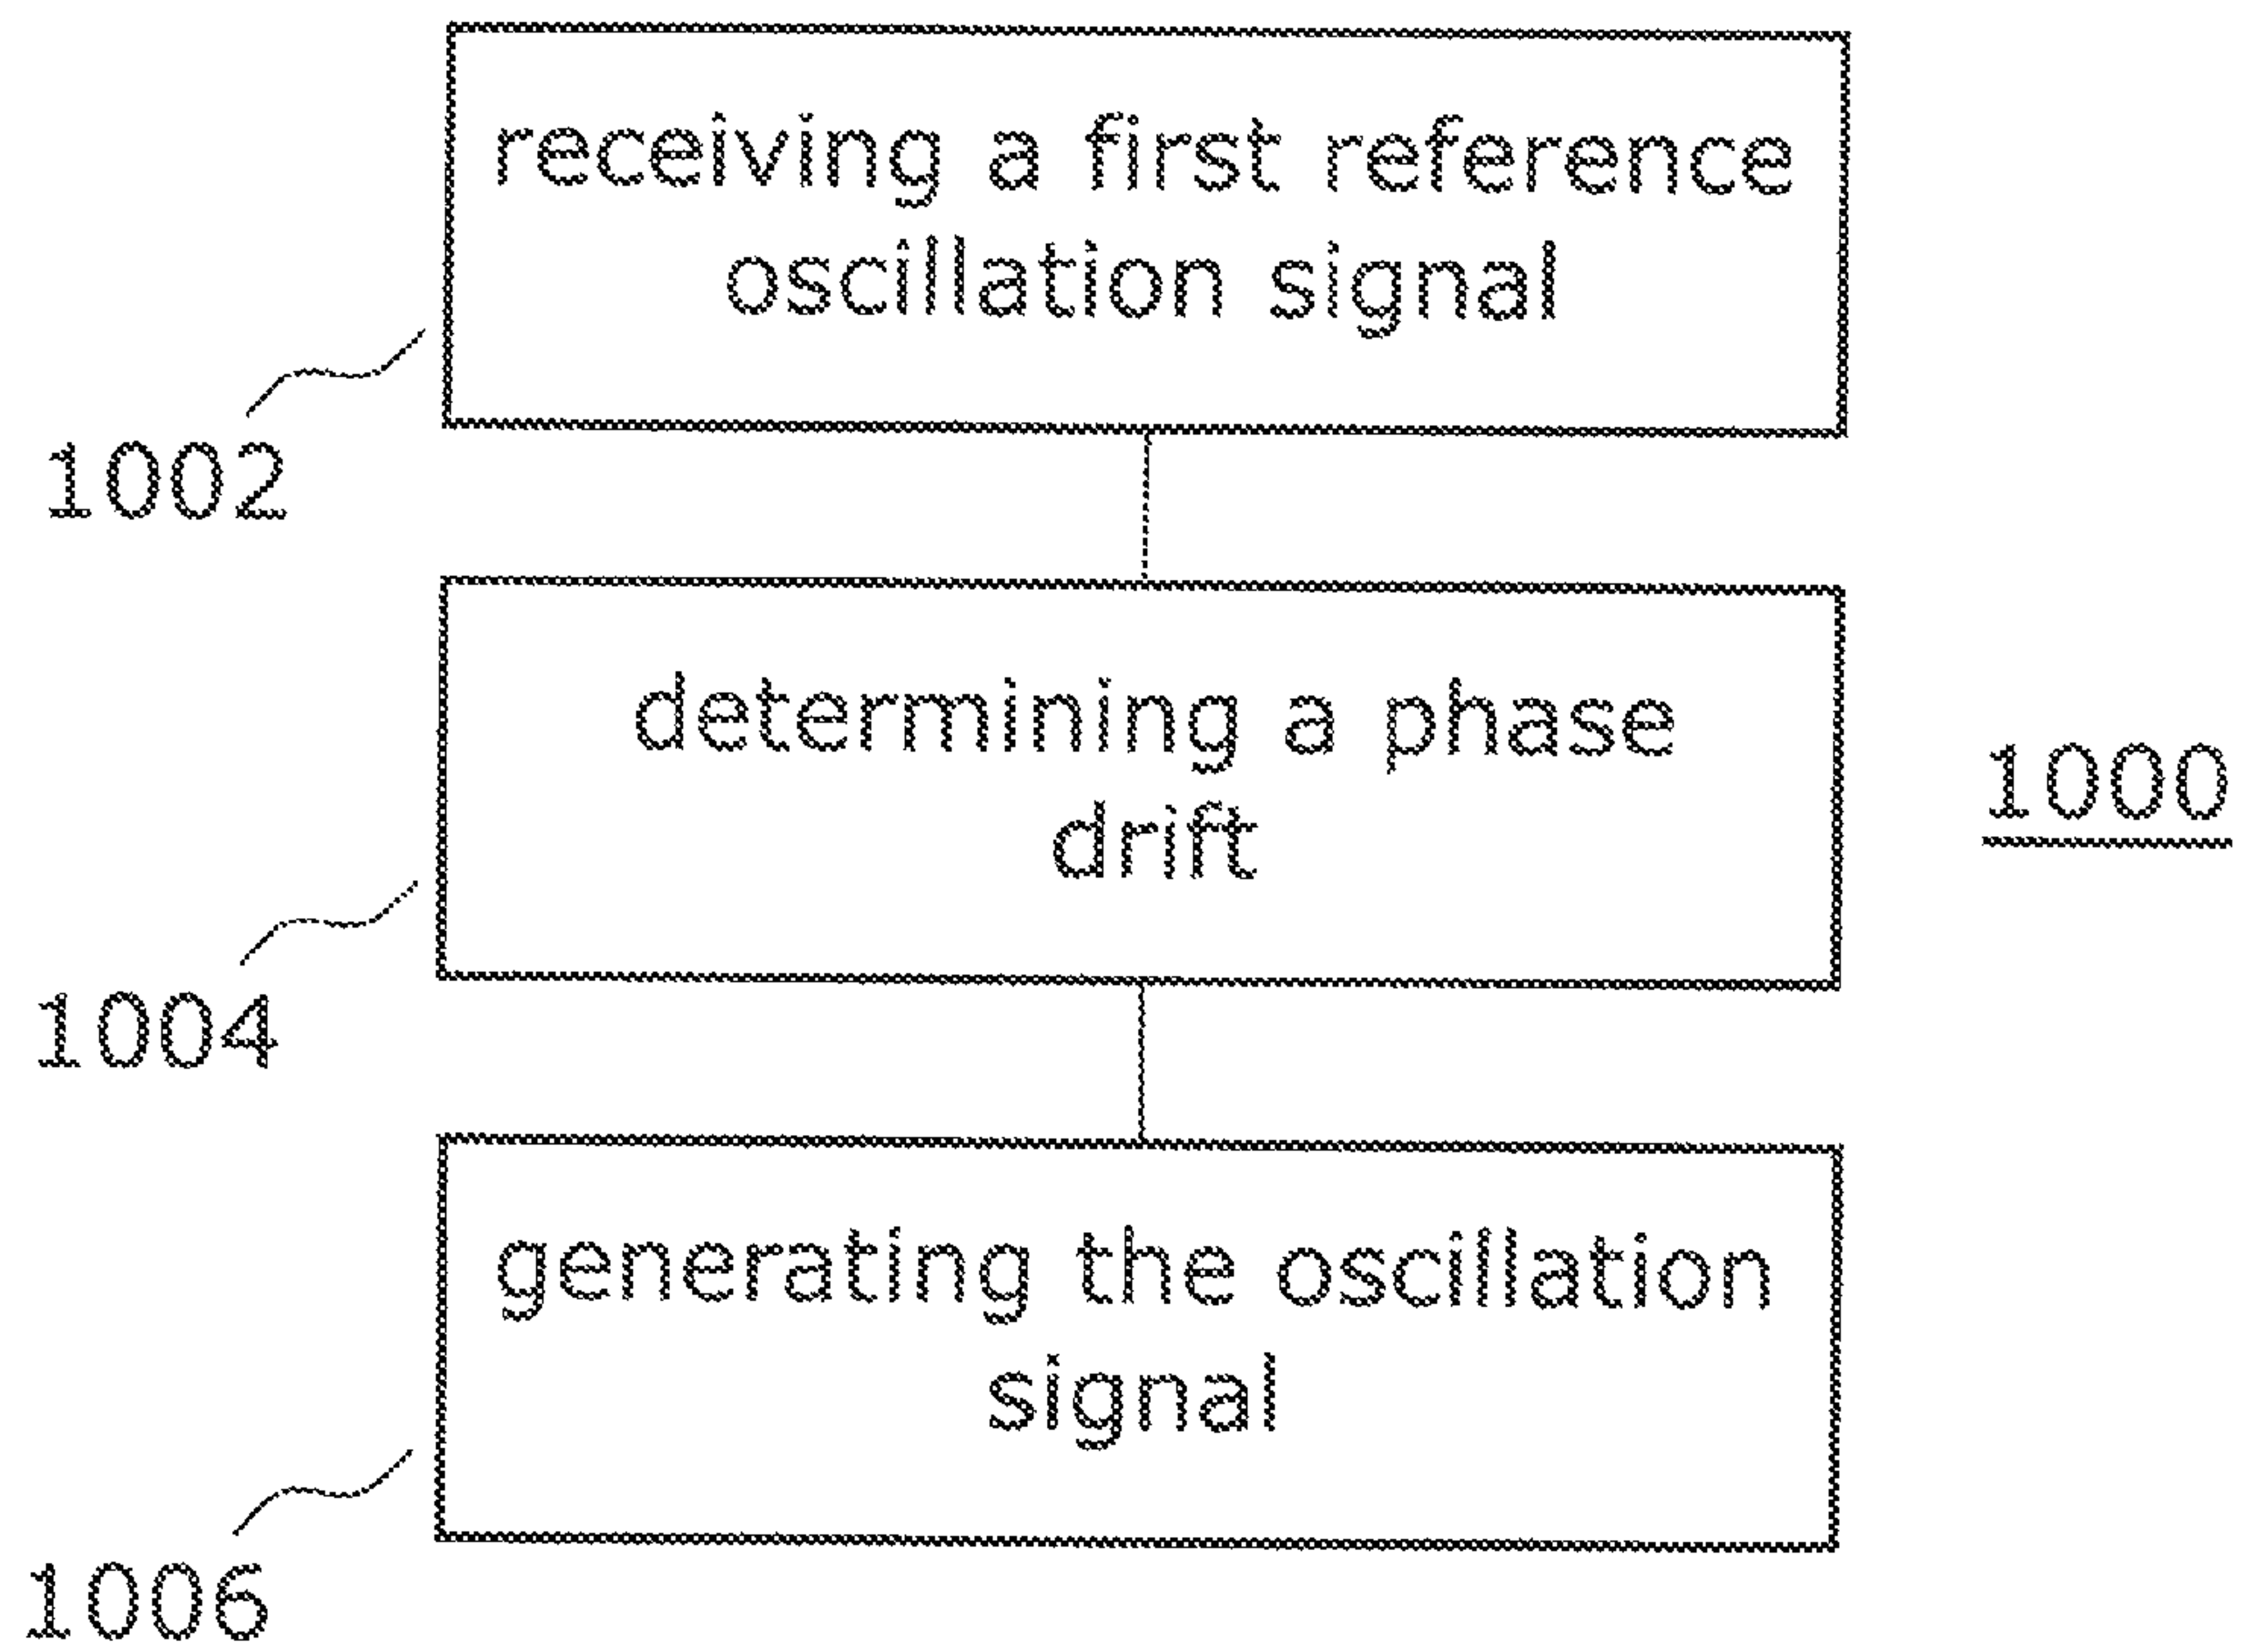 receiving a first reference
oscillation signal
1002
determining a phase
drift
1000
1004
generating the oscillation
signal
1006